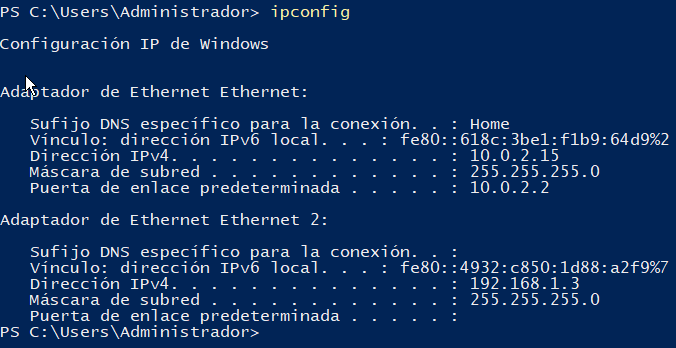 PS C:\Users\Administrador> ipconfig
Configuración IP de Windows
Adaptador de Ethernet Ethernet:
Sufijo DNS específico para la conexión. . : Home
Vínculo: dirección IPv6 local. . . : fe80::618c:3be1:f1b9:64d9%2
Dirección IPv4. . . . . . . . . . . . . . : 10.0.2.15
Máscara de subred . . . . . . . . . . . . : 255.255.255.0
Puerta de enlace predeterminada . . . . . : 10.0.2.2
Adaptador de Ethernet Ethernet 2:
Sufijo DNS específico para la conexión. . :
Vínculo: dirección IPv6 local. . . : fe80::4932:c850:1d88:a2f9%7
Dirección IPv4. . . . . . . . . . . . . . : 192.168.1.3
Máscara de subred . . . . . . . . . . . . : 255.255.255.0
Puerta de enlace predeterminada . . . . . :
PS C:\Users\Administrador>